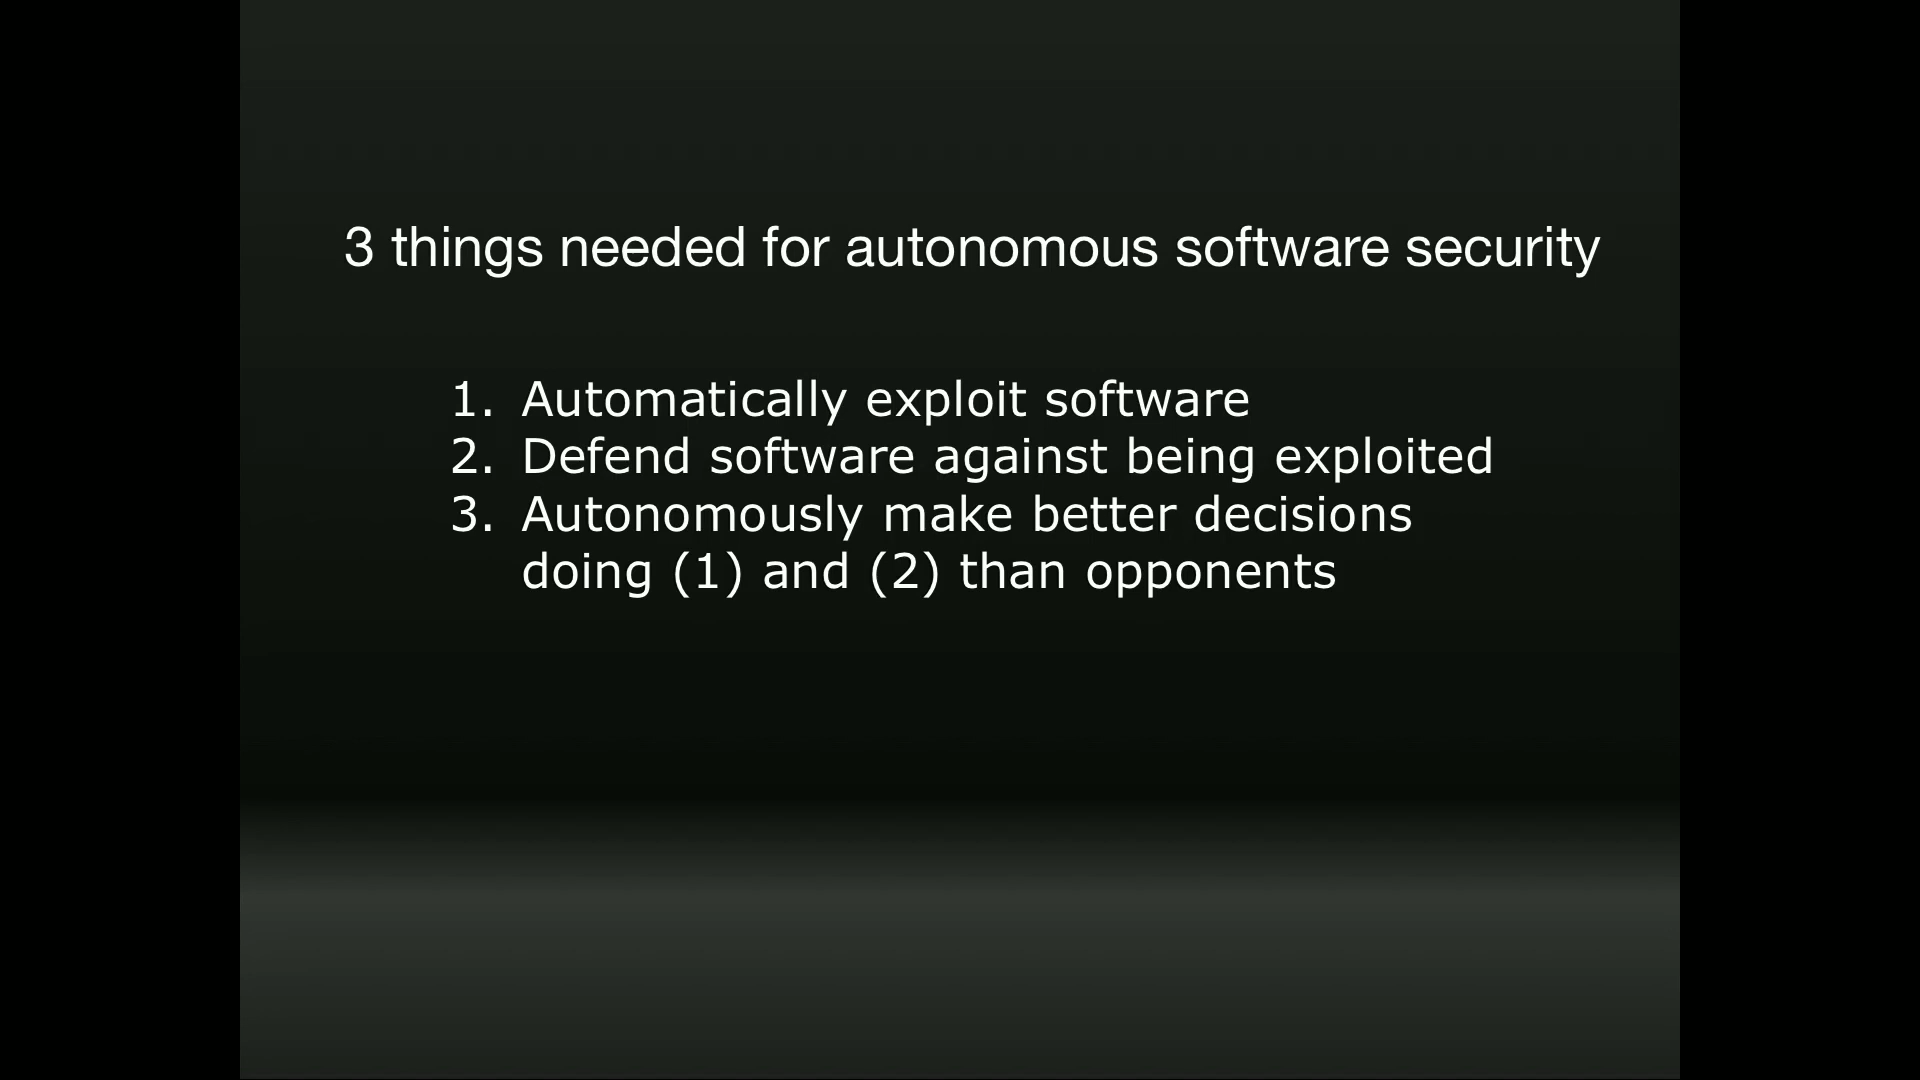 3 things needed for autonomous software security
1. Automatically exploit software
2. Defend software against being exploited
3. Autonomously make better decisions
doing (1) and (2) than opponents